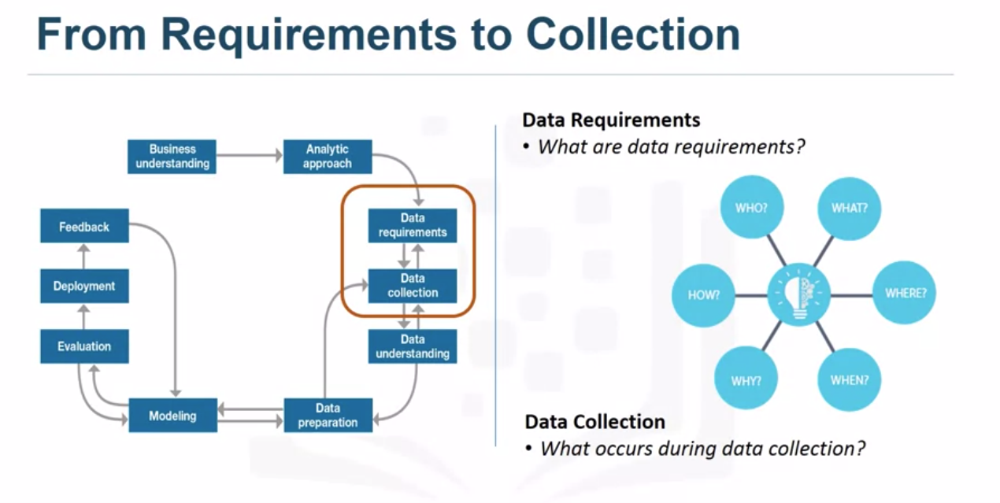 From Requirements to Collection
Business
understanding
Analytic
approach
Feedback
Data
requirements
Deployment
Data
collection
Evaluation
Data
understanding
Modeling
Data
preparation
Data Requirements
• What are data requirements?
WHO?
WHAT?
HOW?
WHERE?
WHY?
WHEN?
Data Collection
• What occurs during data collection?